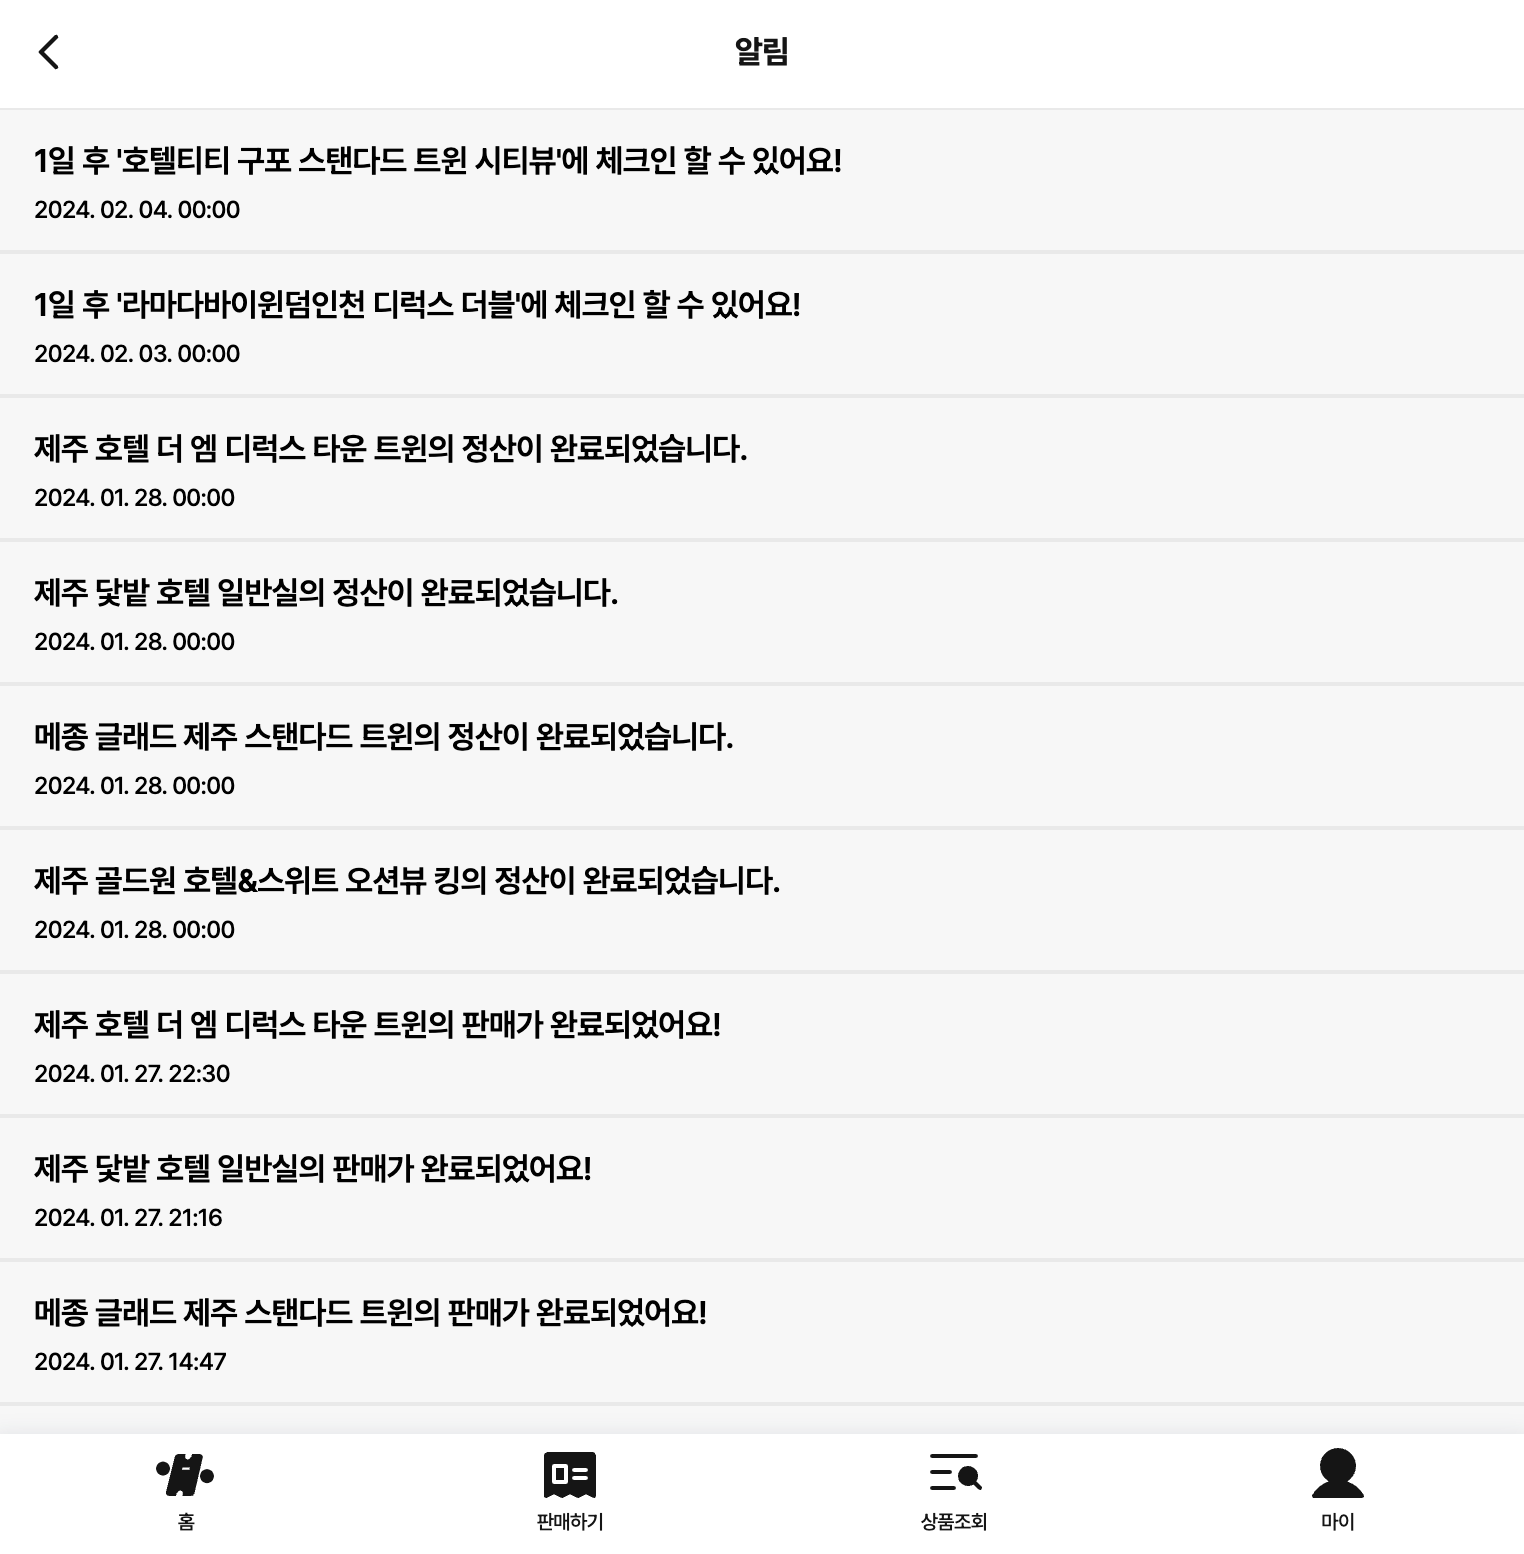 알림
1일 후 '호텔티티 구포 스탠다드 트윈 시티뷰'에 체크인 할 수 있어요!
2024. 02. 04. 00:00
1일 후 '라마다바이윈덤인천 디럭스 더블'에 체크인 할 수 있어요!
2024. 02. 03. 00:00
제주 호텔 더 엠 디럭스 타운 트윈의 정산이 완료되었습니다.
2024. 01. 28. 00:00
제주 닻밭 호텔 일반실의 정산이 완료되었습니다.
2024. 01. 28. 00:00
메종 글래드 제주 스탠다드 트윈의 정산이 완료되었습니다.
2024. 01. 28. 00:00
제주 골드원 호텔&스위트 오션뷰 킹의 정산이 완료되었습니다.
2024. 01. 28. 00:00
제주 호텔 더 엠 디럭스 타운 트윈의 판매가 완료되었어요!
2024. 01. 27. 22:30
제주 닻밭 호텔 일반실의 판매가 완료되었어요!
2024. 01. 27. 21:16
메종 글래드 제주 스탠다드 트윈의 판매가 완료되었어요!
2024. 01. 27. 14:47
홈 판매하기 상품조회 마이